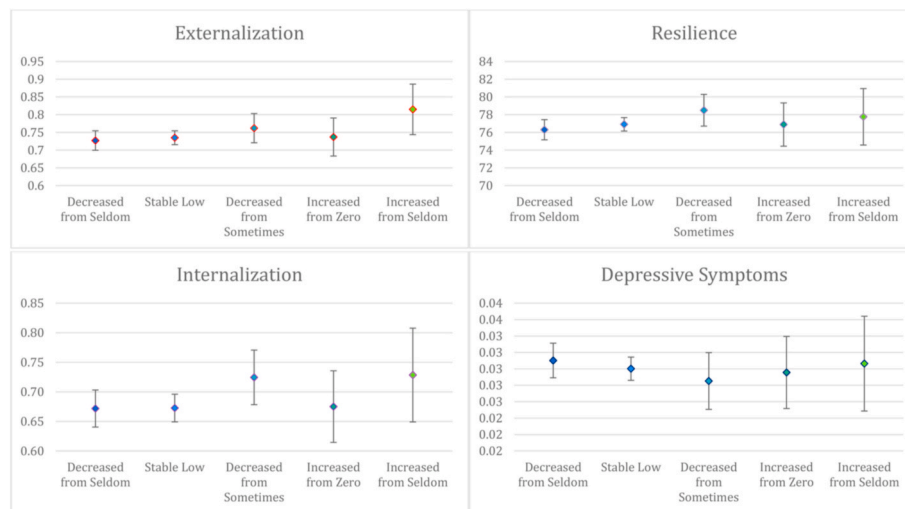 Externalization
0.95
0.9
0.85
0.8
0.75
0.7
0.65
0.6
Decreased from Seldom
Stable Low
Decreased from Sometimes
Increased from Zero
Increased from Seldom
Resilience
84
82
80
78
76
74
72
70
Decreased from Seldom
Stable Low
Decreased from Sometimes
Increased from Zero
Increased from Seldom
Internalization
0.85
0.80
0.75
0.70
0.65
0.60
Decreased from Seldom
Stable Low
Decreased from Sometimes
Increased from Zero
Increased from Seldom
Depressive Symptoms
0.04
0.04
0.03
0.03
0.03
0.03
0.03
0.02
0.02
0.02
Decreased from Seldom
Stable Low
Decreased from Sometimes
Increased from Zero
Increased from Seldom